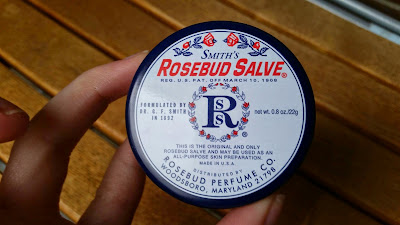 SMITH'S
ROSEBUD SALVE®
REG. U.S. PAT. OFF MARCH 10, 1908
FORMULATED BY
DR. G. F. SMITH
IN 1892
RSS
®
net wt. 0.8 oz./22g
THIS IS THE ORIGINAL AND ONLY
ROSEBUD SALVE AND MAY BE USED AS AN
ALL-PURPOSE SKIN PREPARATION.
MADE IN U.S.A.
DISTRIBUTED BY
ROSEBUD PERFUME CO.
WOODSBORO, MARYLAND 21798